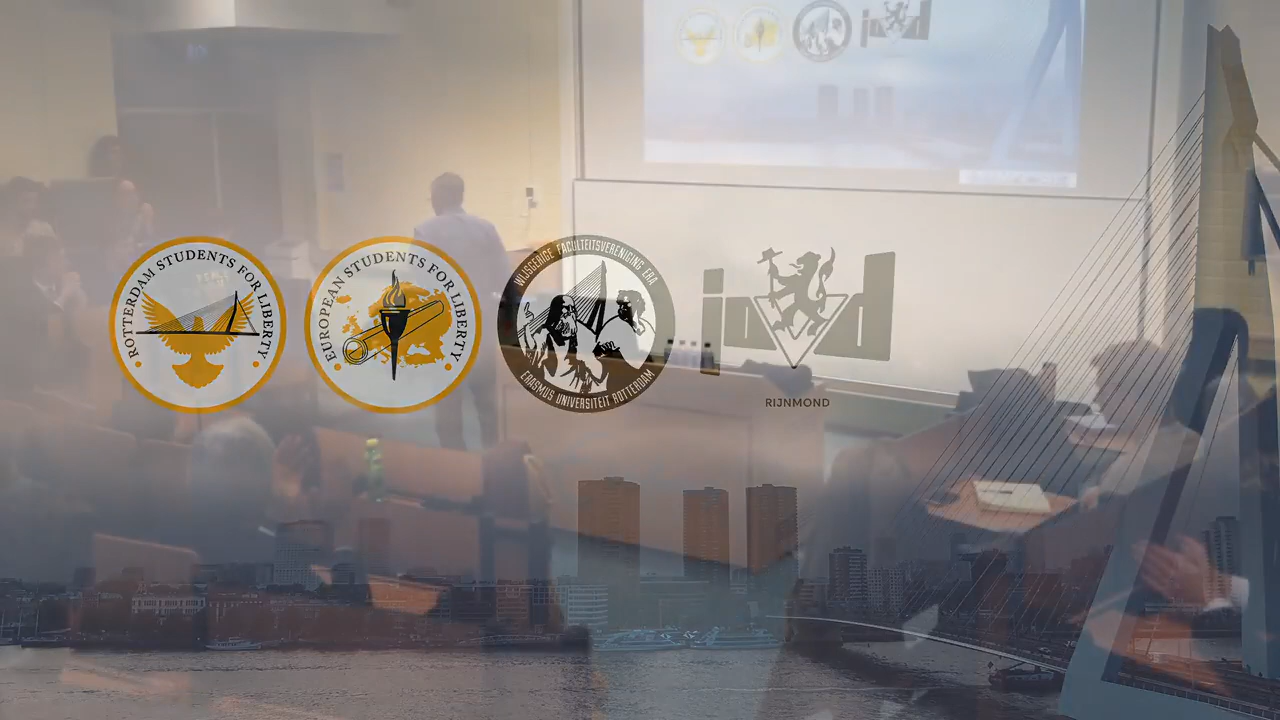 ROTTERDAM STUDENTS FOR LIBERTY
EUROPEAN STUDENTS FOR LIBERTY
WIJSGERIGE FACULTEITSVERENIGING ERA
ERASMUS UNIVERSITEIT ROTTERDAM
jovd
RIJNMOND